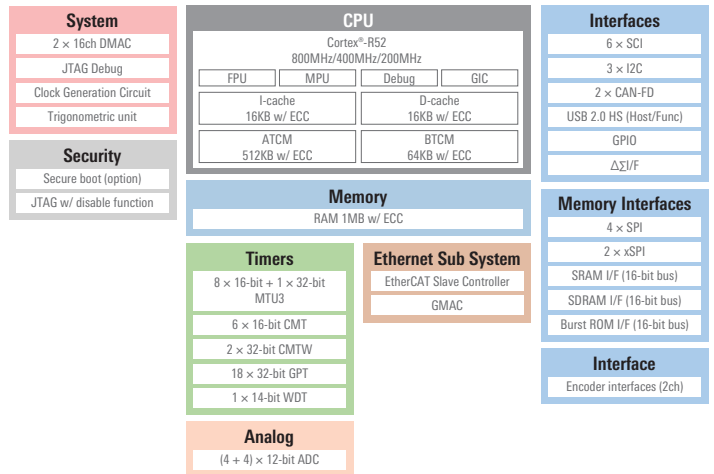 System
2 × 16ch DMAC
JTAG Debug
Clock Generation Circuit
Trigonometric unit
Security
Secure boot (option)
JTAG w/ disable function
CPU
Cortex®-R52
800MHz/400MHz/200MHz
FPU
MPU
Debug
GIC
I-cache
16KB w/ ECC
D-cache
16KB w/ ECC
ATCM
512KB w/ ECC
BTCM
64KB w/ ECC
Memory
RAM 1MB w/ ECC
Timers
8 × 16-bit + 1 × 32-bit
MTU3
6 × 16-bit CMT
2 × 32-bit CMTW
18 × 32-bit GPT
1 × 14-bit WDT
Analog
(4 + 4) × 12-bit ADC
Ethernet Sub System
EtherCAT Slave Controller
GMAC
Interfaces
6 × SCI
3 × I2C
2 × CAN-FD
USB 2.0 HS (Host/Func)
GPIO
∆∑I/F
Memory Interfaces
4 × SPI
2 × xSPI
SRAM I/F (16-bit bus)
SDRAM I/F (16-bit bus)
Burst ROM I/F (16-bit bus)
Interface
Encoder interfaces (2ch)